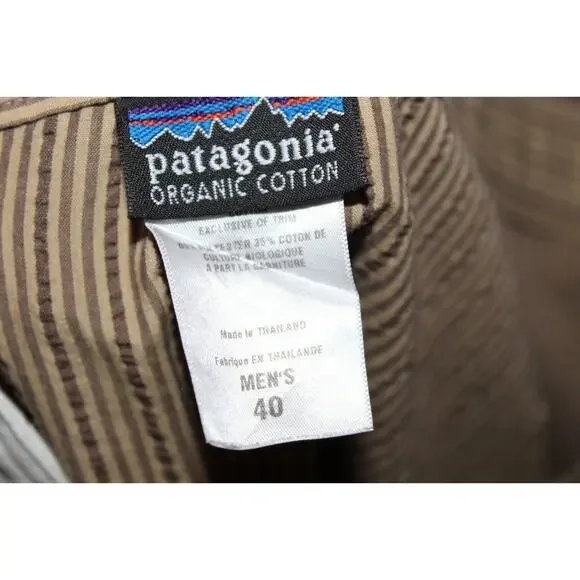 patagonia®
ORGANIC COTTON
EXCLUSIVE OF TRIM
35% COTON DE
CULTURE BIOLOGIQUE
À PART LA GARNITURE
Made in THAILAND
Fabriqué EN THAILANDE
MEN'S
40